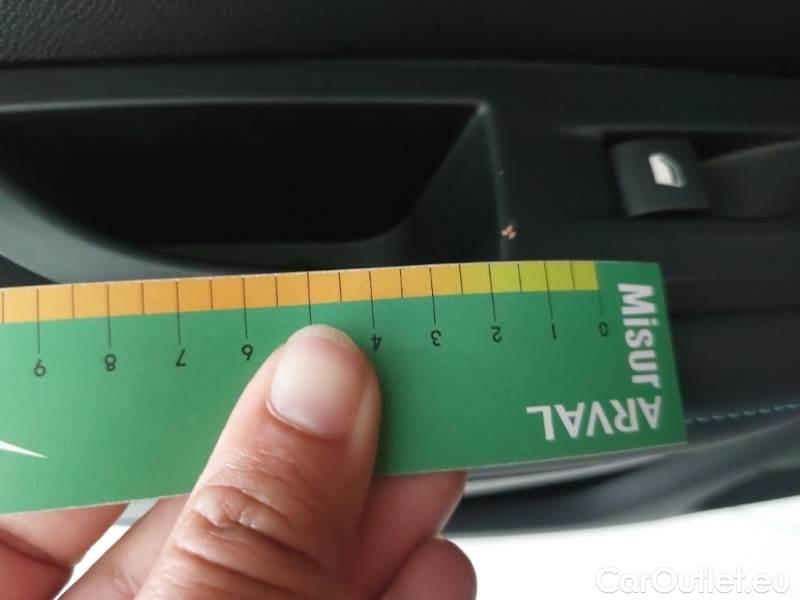 Misur
ARVAL
0 1 2 3 4 6 7 8 9
CarOutlet.eu